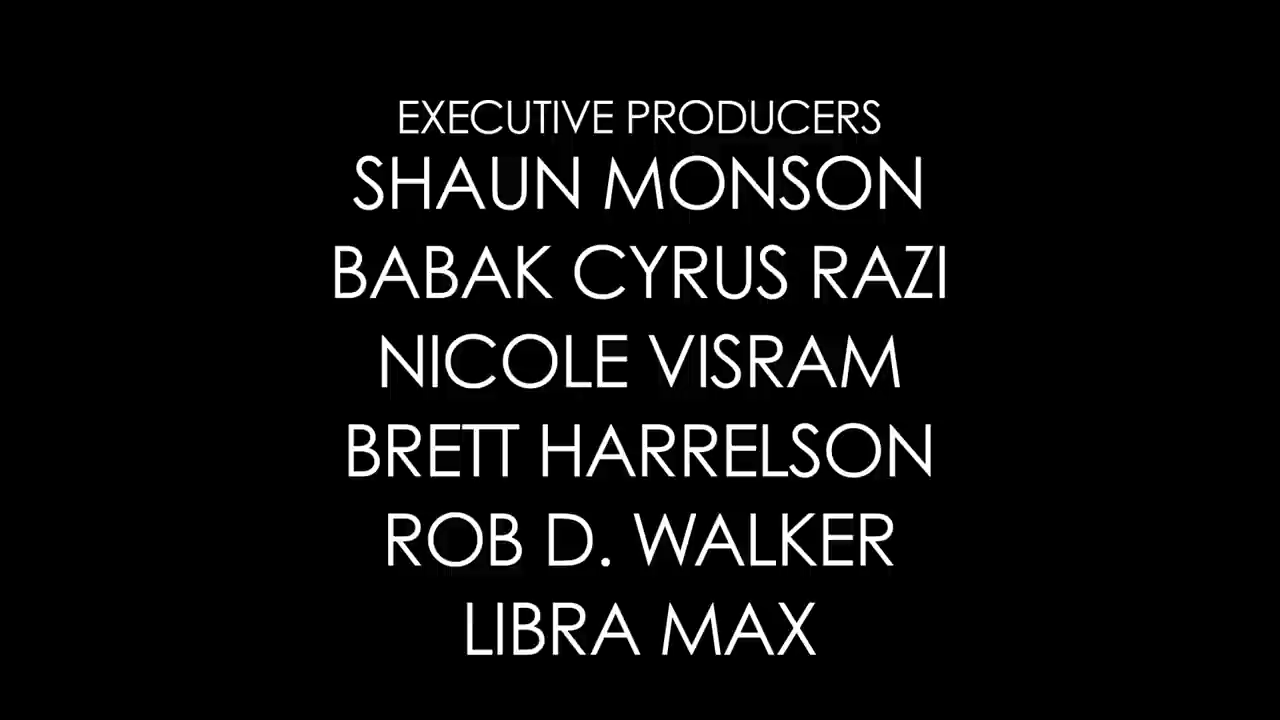 EXECUTIVE PRODUCERS
SHAUN MONSON
BABAK CYRUS RAZI
NICOLE VISRAM
BRETT HARRELSON
ROB D. WALKER
LIBRA MAX